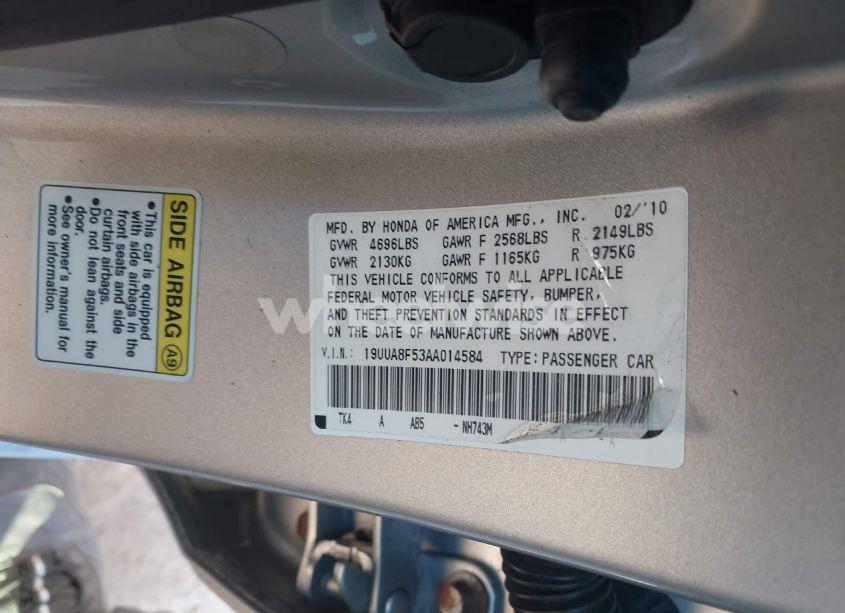 SIDE AIRBAG A9
•This car is equipped
with side airbags in the
front seats and side
curtain airbags.
•Do not lean against the
door.
•See owner's manual for
more information.
MFD. BY HONDA OF AMERICA MFG., INC. 02/'10
GVWR 4696LBS GAWR F 2568LBS R 2149LBS
GVWR 2130KG GAWR F 1165KG R 975KG
THIS VEHICLE CONFORMS TO ALL APPLICABLE
FEDERAL MOTOR VEHICLE SAFETY, BUMPER,
AND THEFT PREVENTION STANDARDS IN EFFECT
ON THE DATE OF MANUFACTURE SHOWN ABOVE.
V.I.N.: 19UUA8F53AA014584 TYPE:PASSENGER CAR
TK4 A AB5 -NH743M A -A